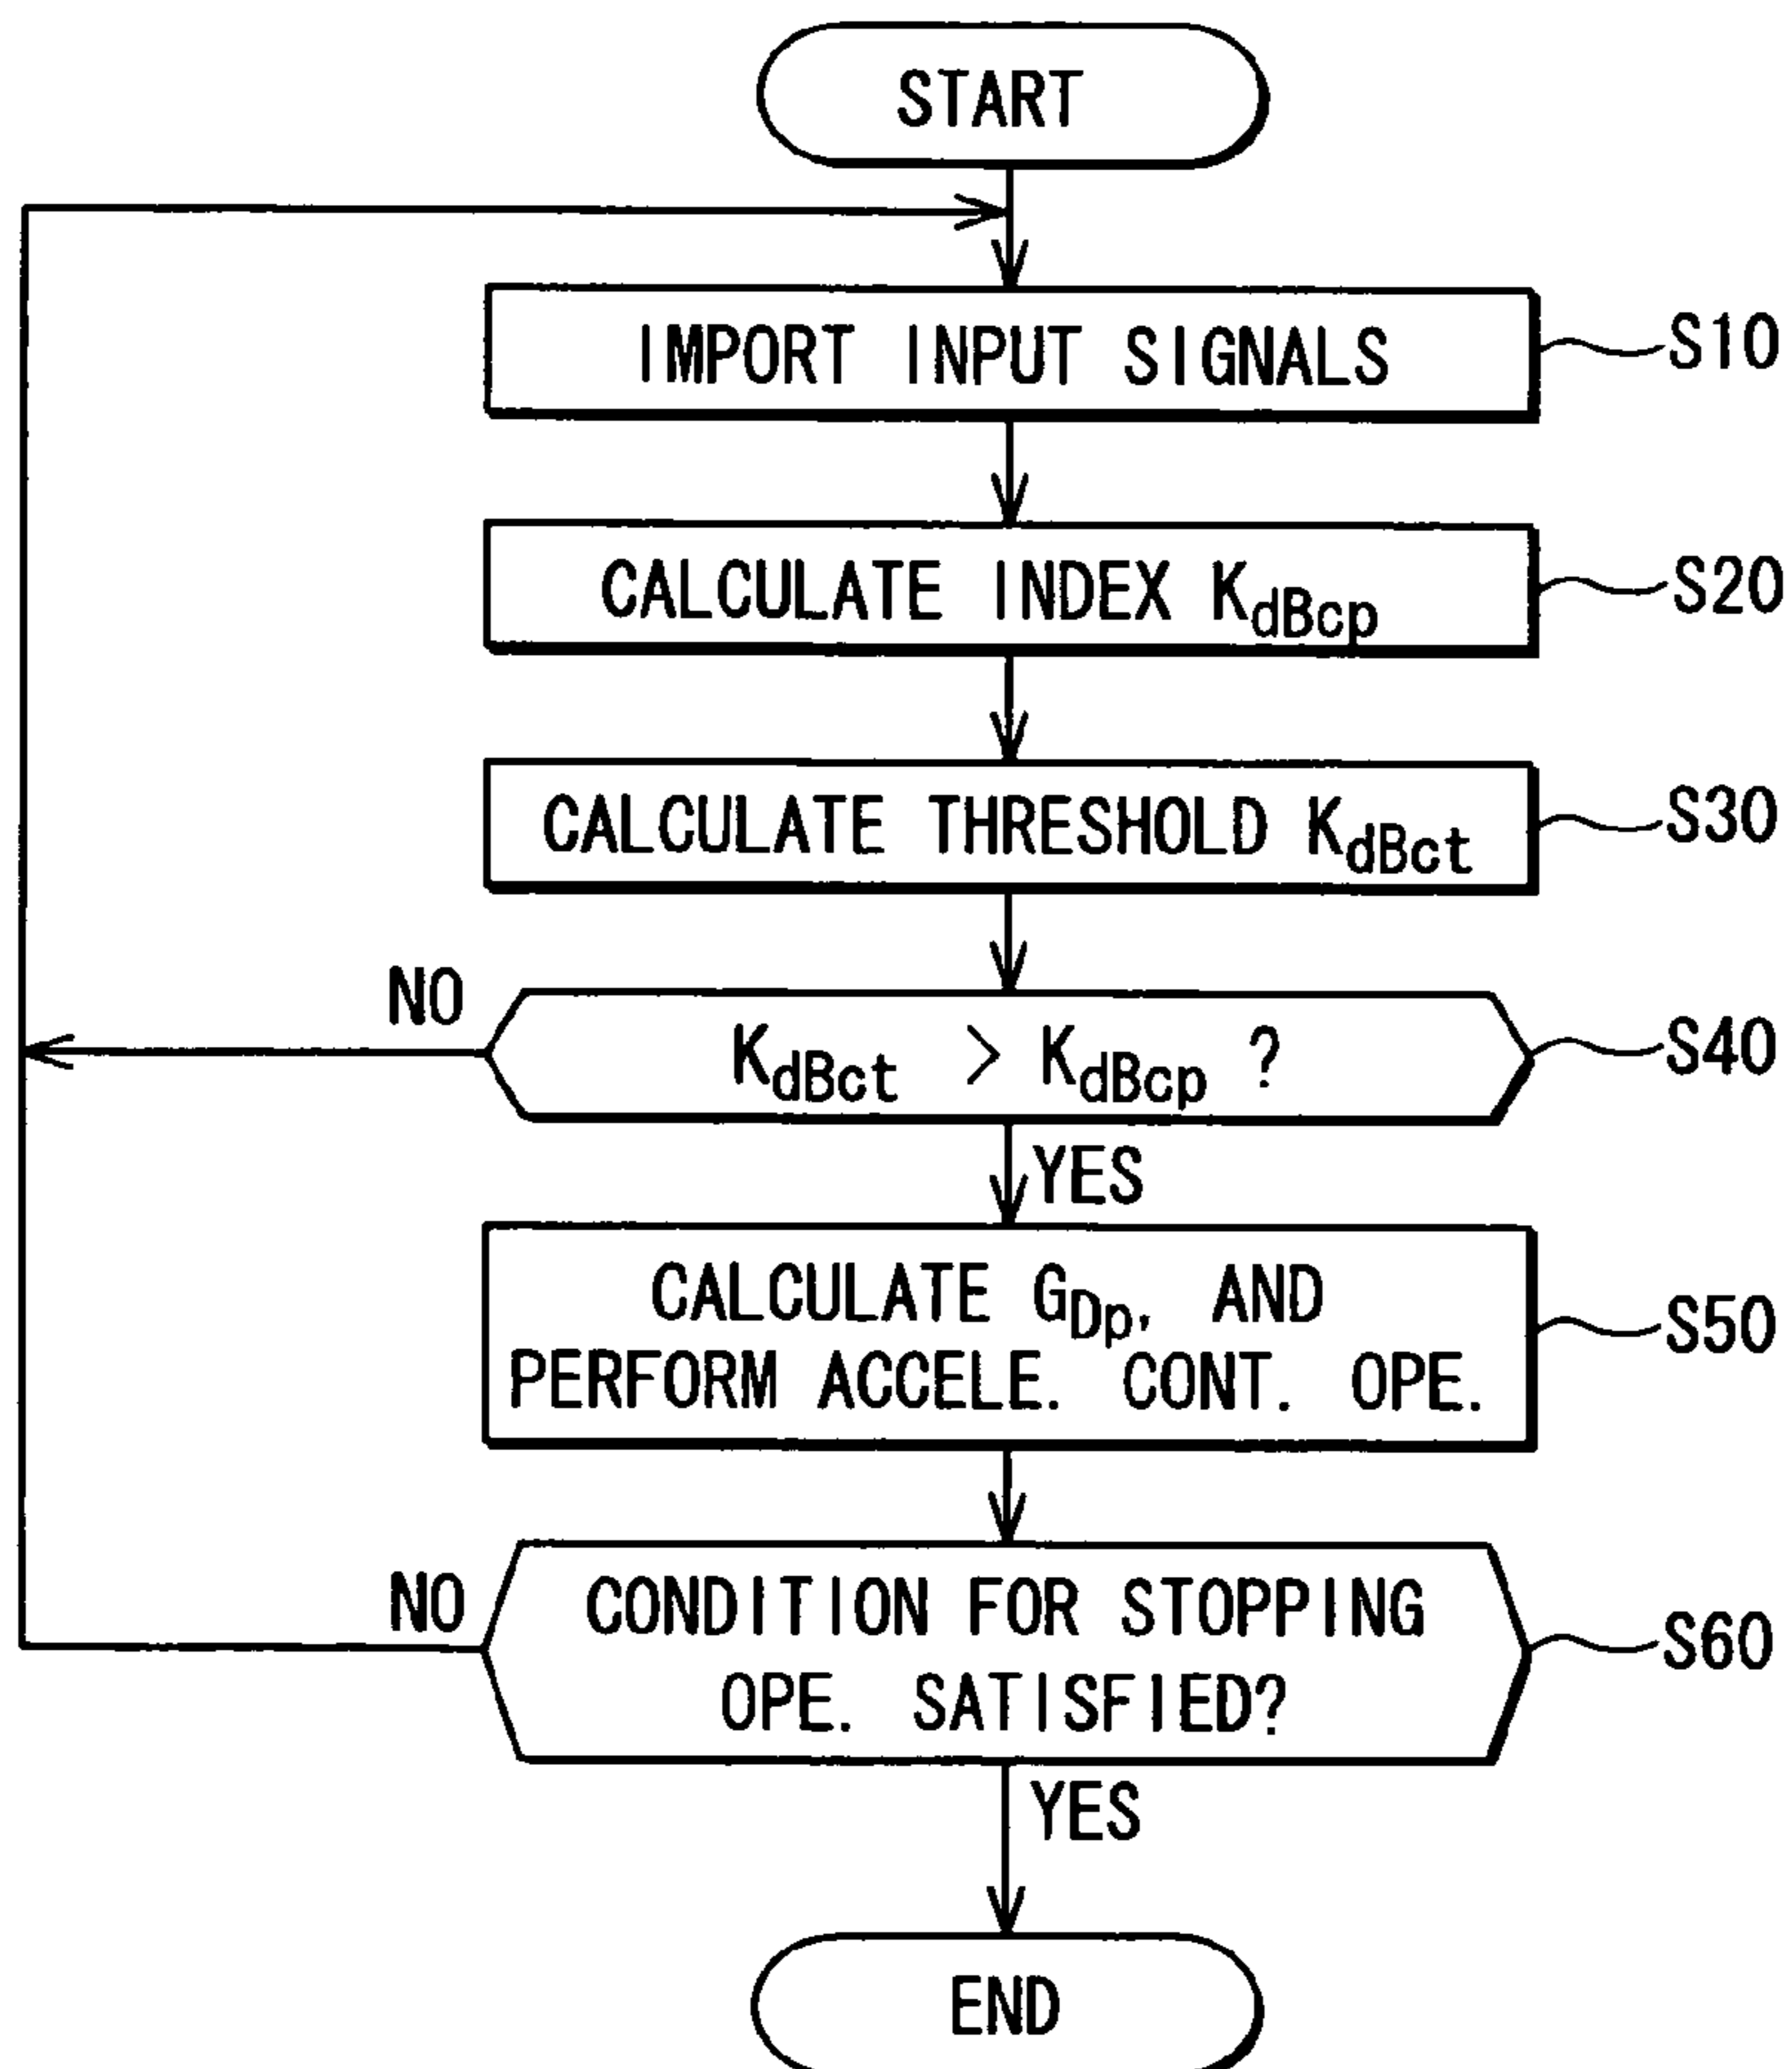 START
IMPORT INPUT SIGNALS
S10
CALCULATE INDEX KdBcp
S20
CALCULATE THRESHOLD KdBct
S30
NO
KdBct > KdBcp ?
S40
YES
CALCULATE GDp, AND
PERFORM ACCELE. CONT. OPE.
S50
NO
CONDITION FOR STOPPING
OPE. SATISFIED?
S60
YES
END